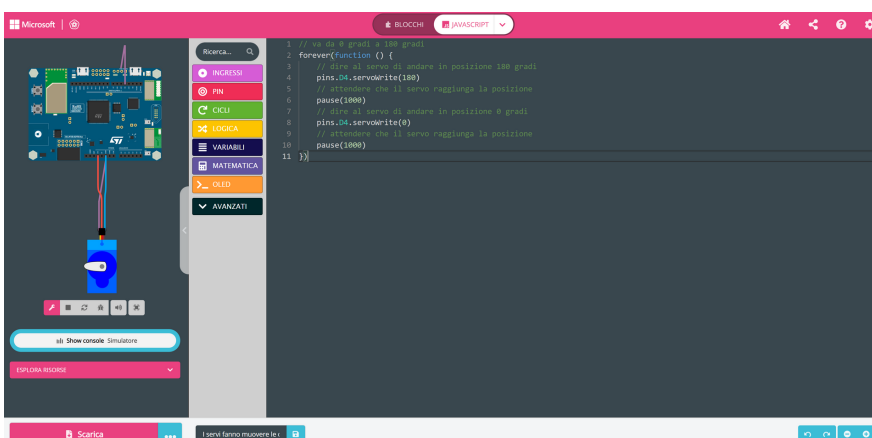 Microsoft
BLOCCHI
JAVASCRIPT
Ricerca...
INGRESSI
PIN
CICLI
LOGICA
VARIABILI
MATEMATICA
OLED
AVANZATI
1 // va da 0 gradi a 180 gradi
2 forever(function () {
3 // dire al servo di andare in posizione 180 gradi
4 pins.D4.servoWrite(180)
5 // attendere che il servo raggiunga la posizione
6 pause(1000)
7 // dire al servo di andare in posizione 0 gradi
8 pins.D4.servoWrite(0)
9 // attendere che il servo raggiunga la posizione
10 pause(1000)
11 })
Show console Simulatore
ESPLORA RISORSE
Scarica
I servi fanno muovere le c